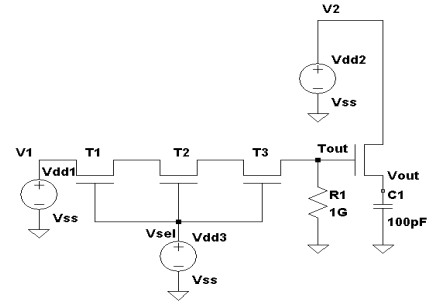 V2
Vdd2
Vss
V1
T1
T2
T3
Tout
Vdd1
Vout
R1
C1
1G
100pF
Vss
Vsel
Vdd3
Vss